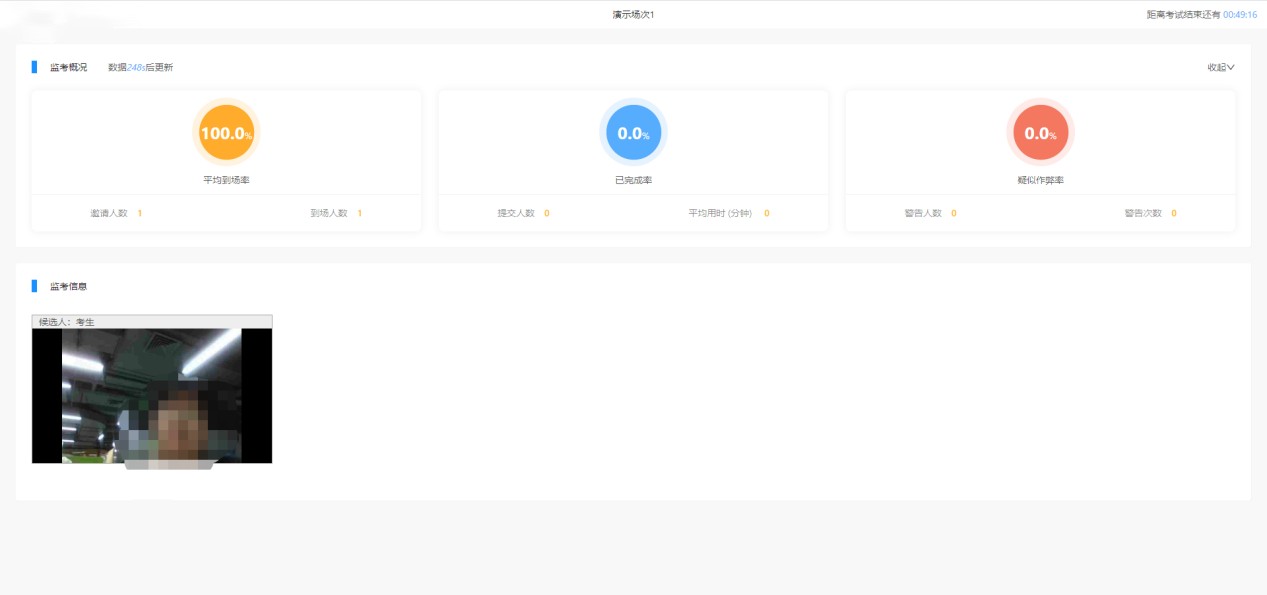 演示场次1
距离考试结束还有 00:49:16
监考概况 数据248s后更新
收起
100.0%
平均到场率
邀请人数 1 到场人数 1
0.0%
已完成率
提交人数 0 平均用时 (分钟) 0
0.0%
疑似作弊率
警告人数 0 警告次数 0
监考信息
候选人：考生